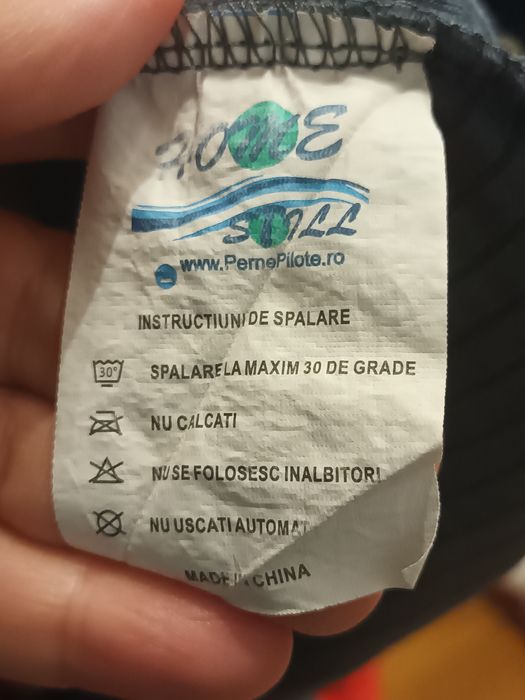 HOME
STILL
www.PernePilote.ro
INSTRUCTIUNI DE SPALARE
30° SPALARE LA MAXIM 30 DE GRADE
NU CALCATI
NU SE FOLOSESC INALBITORI
NU USCATI AUTOMAT
MADE IN CHINA